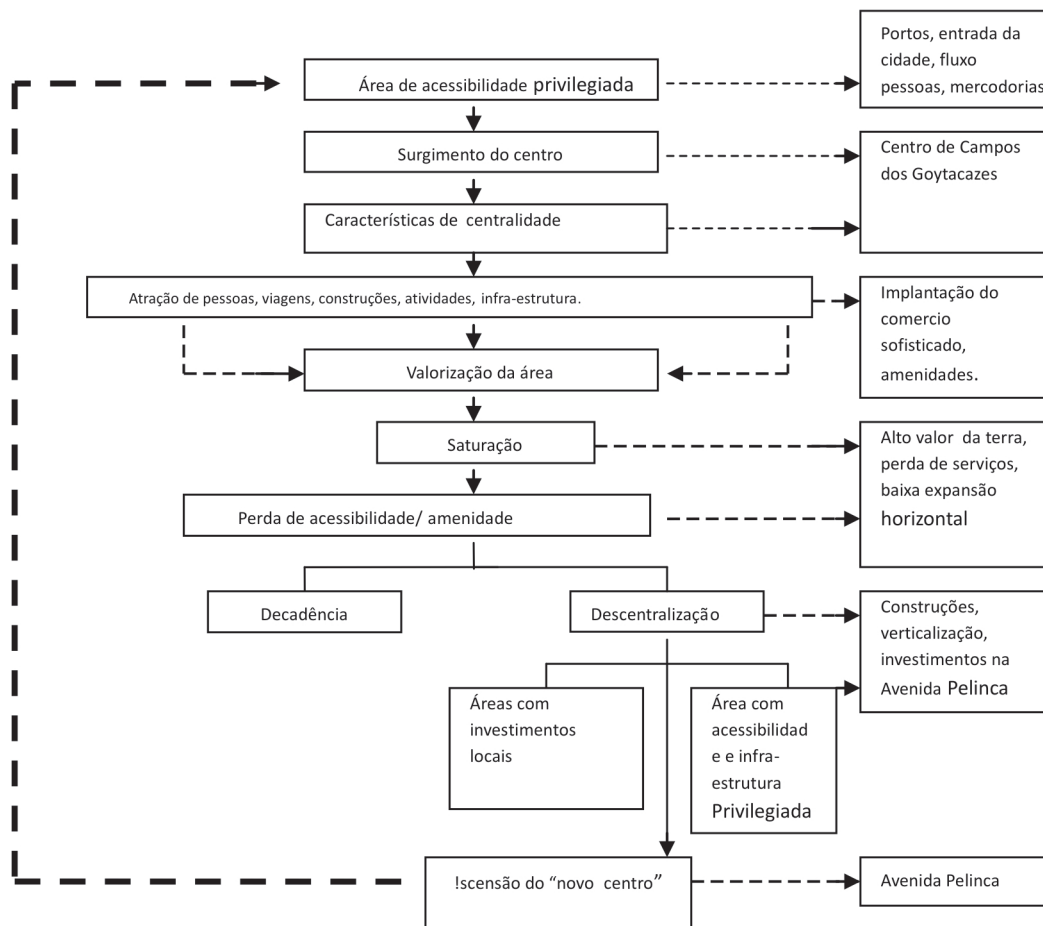 Portos, entrada da
cidade, fluxo
pessoas, mercodorias
Área de acessibilidade privilegiada
Surgimento do centro
Centro de Campos
dos Goytacazes
Características de centralidade
Atração de pessoas, viagens, construções, atividades, infra-estrutura.
Implantação do
comercio
sofisticado,
amenidades.
Valorização da área
Saturação
Alto valor da terra,
perda de serviços,
baixa expansão
horizontal
Perda de acessibilidade/ amenidade
Decadência
Descentralização
Construções,
verticalização,
investimentos na
Avenida Pelinca
Áreas com
investimentos
locais
Área com
acessibilidad
e e infra-
estrutura
Privilegiada
!scensão do “novo centro”
Avenida Pelinca